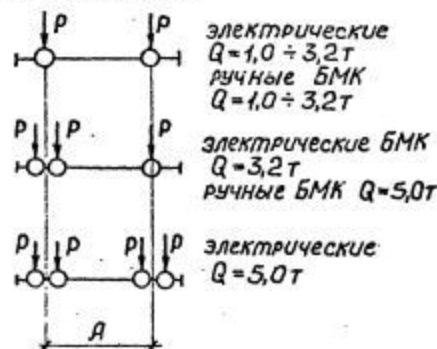 P P
электрические
Q=1,0÷3,2т
ручные БМК
Q=1,0÷3,2т
P P P
электрические БМК
Q=3,2т
ручные БМК Q=5,0т
P P P P
электрические
Q=5,0т
A